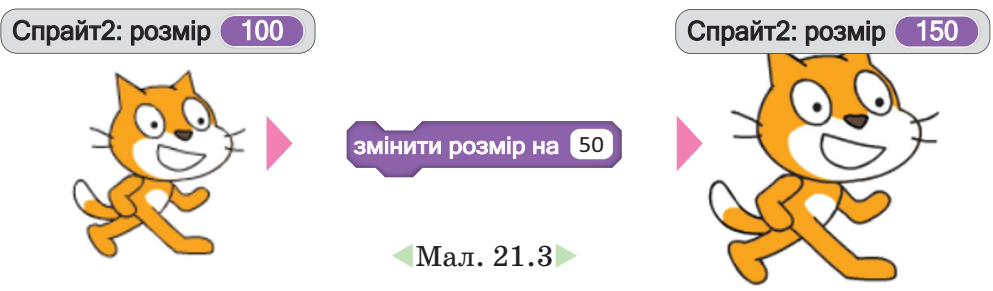 Спрайт2: розмір 100
Спрайт2: розмір 150
змінити розмір на 50
Мал. 21.3